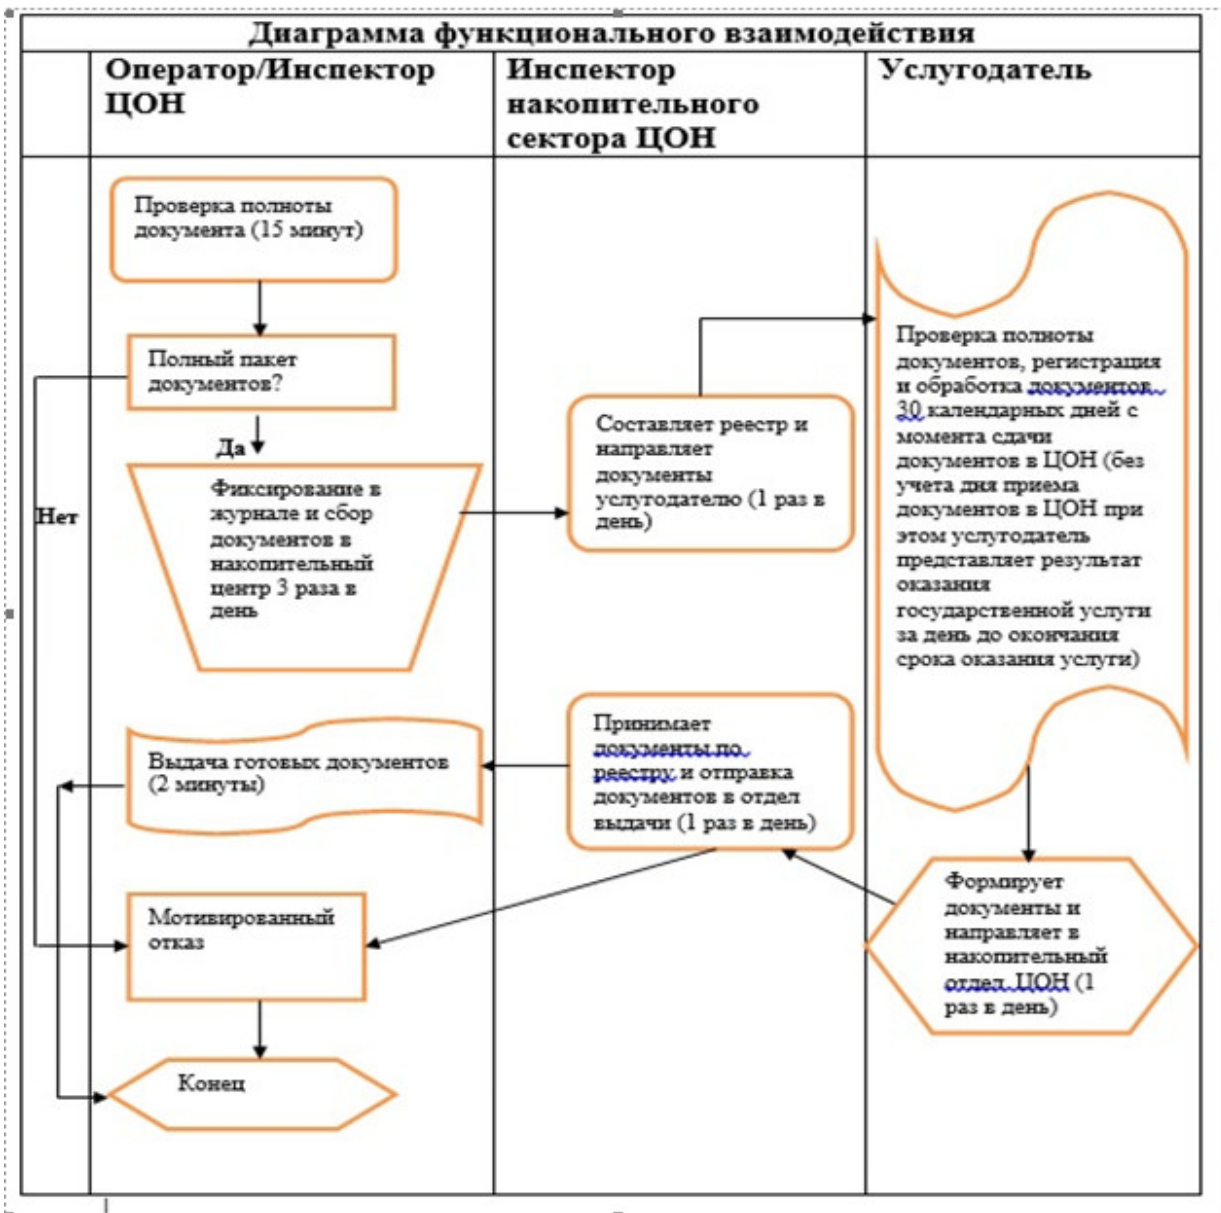 Диаграмма функционального взаимодействия
Оператор/Инспектор
ЦОН
Инспектор
накопительного
сектора ЦОН
Услугодатель
Проверка полноты
документа (15 минут)
Полный пакет
документов?
Да
Нет
Фиксирование в
журнале и сбор
документов в
накопительный
центр 3 раза в
день
Составляет реестр и
направляет
документы
услугодателю (1 раз в
день)
Проверка полноты
документов, регистрация
и обработка документов
30 календарных дней с
момента сдачи
документов в ЦОН (без
учета дня приема
документов в ЦОН при
этом услугодатель
представляет результат
оказания
государственной услуги
за день до окончания
срока оказания услуги)
Формирует
документы и
направляет в
накопительный
отдел ЦОН (1
раз в день)
Принимает
документы по
реестру и отправка
документов в отдел
выдачи (1 раз в день)
Выдача готовых документов
(2 минуты)
Мотивированный
отказ
Конец